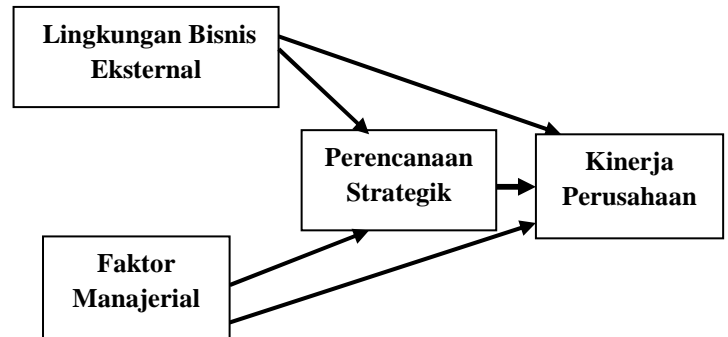 Lingkungan Bisnis
Eksternal
Perencanaan
Strategik
Kinerja
Perusahaan
Faktor
Manajerial